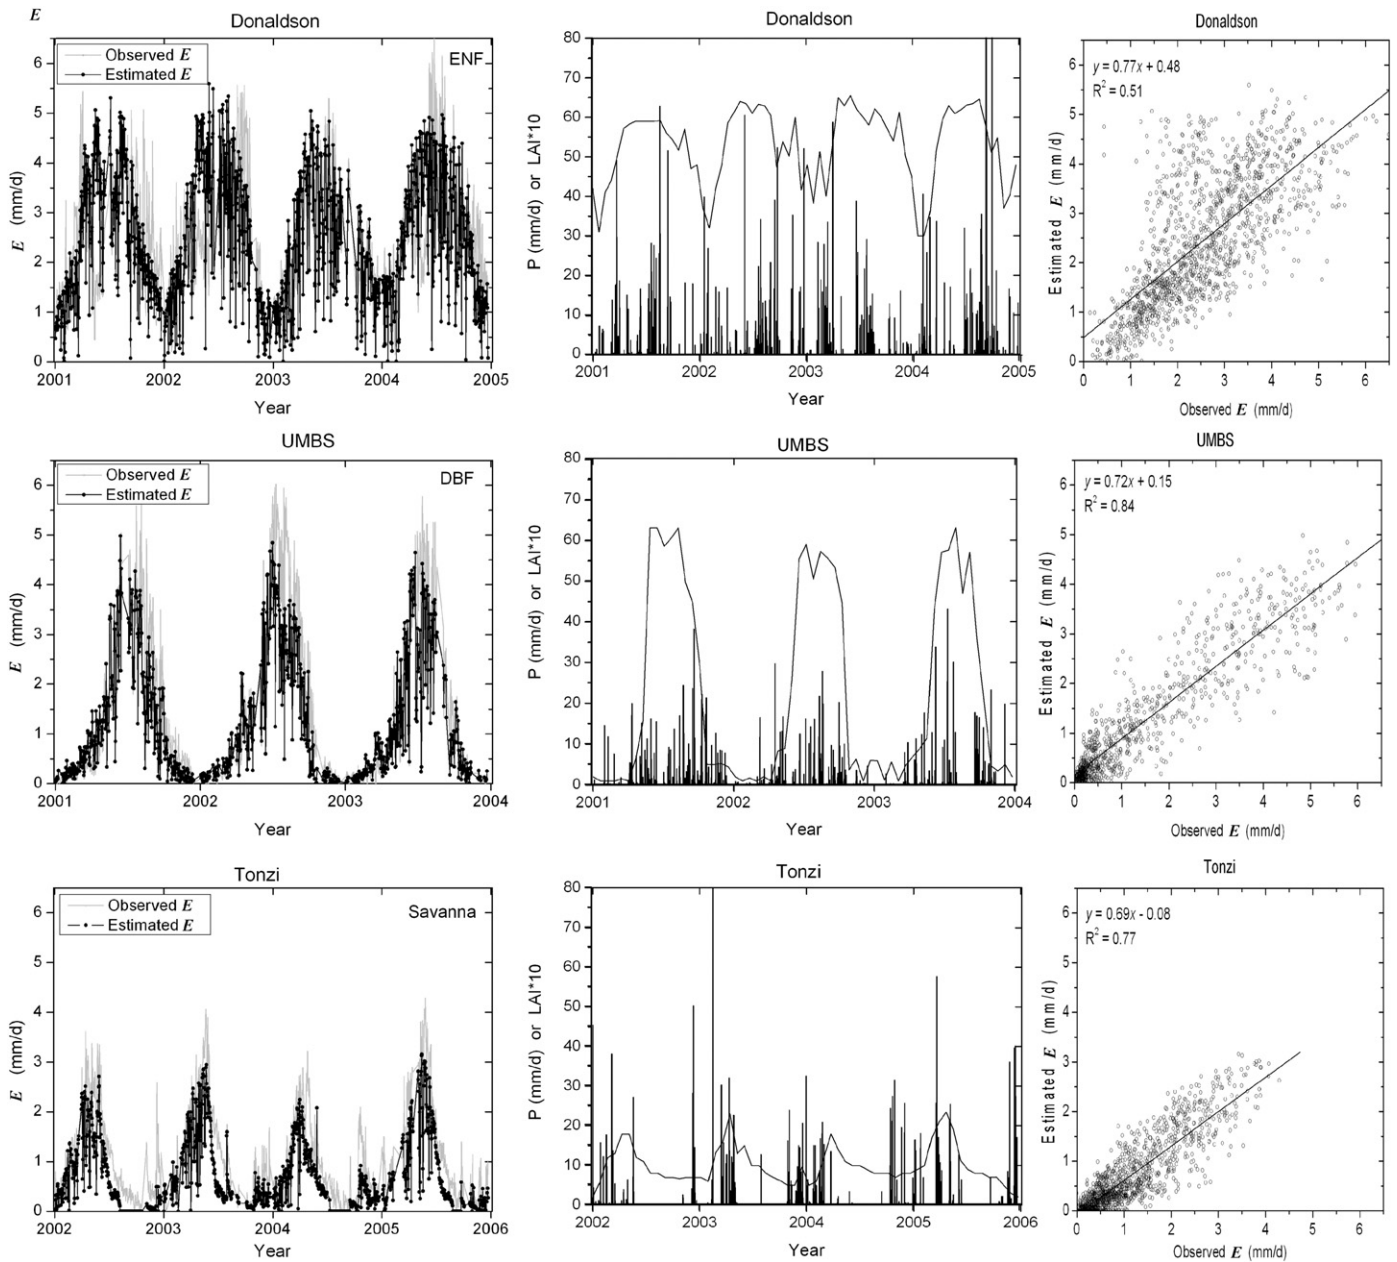 E
Donaldson
Observed E
Estimated E
ENF
E (mm/d)
6
5
4
3
2
1
0
2001 2002 2003 2004 2005
Year
Donaldson
P (mm/d) or LAI*10
80
70
60
50
40
30
20
10
0
2001 2002 2003 2004 2005
Year
Donaldson
y = 0.77x + 0.48
R² = 0.51
Estimated E (mm/d)
6
5
4
3
2
1
0
0 1 2 3 4 5 6
Observed E (mm/d)
UMBS
Observed E
Estimated E
DBF
E (mm/d)
6
5
4
3
2
1
0
2001 2002 2003 2004
Year
UMBS
P (mm/d) or LAI*10
80
70
60
50
40
30
20
10
0
2001 2002 2003 2004
Year
UMBS
y = 0.72x + 0.15
R² = 0.84
Estimated E (mm/d)
6
5
4
3
2
1
0
0 1 2 3 4 5 6
Observed E (mm/d)
Tonzi
Observed E
Estimated E
Savanna
E (mm/d)
6
5
4
3
2
1
0
2002 2003 2004 2005 2006
Year
Tonzi
P (mm/d) or LAI*10
80
70
60
50
40
30
20
10
0
2002 2003 2004 2005 2006
Year
Tonzi
y = 0.69x - 0.08
R² = 0.77
Estimated E (mm/d)
6
5
4
3
2
1
0
0 1 2 3 4 5 6
Observed E (mm/d)